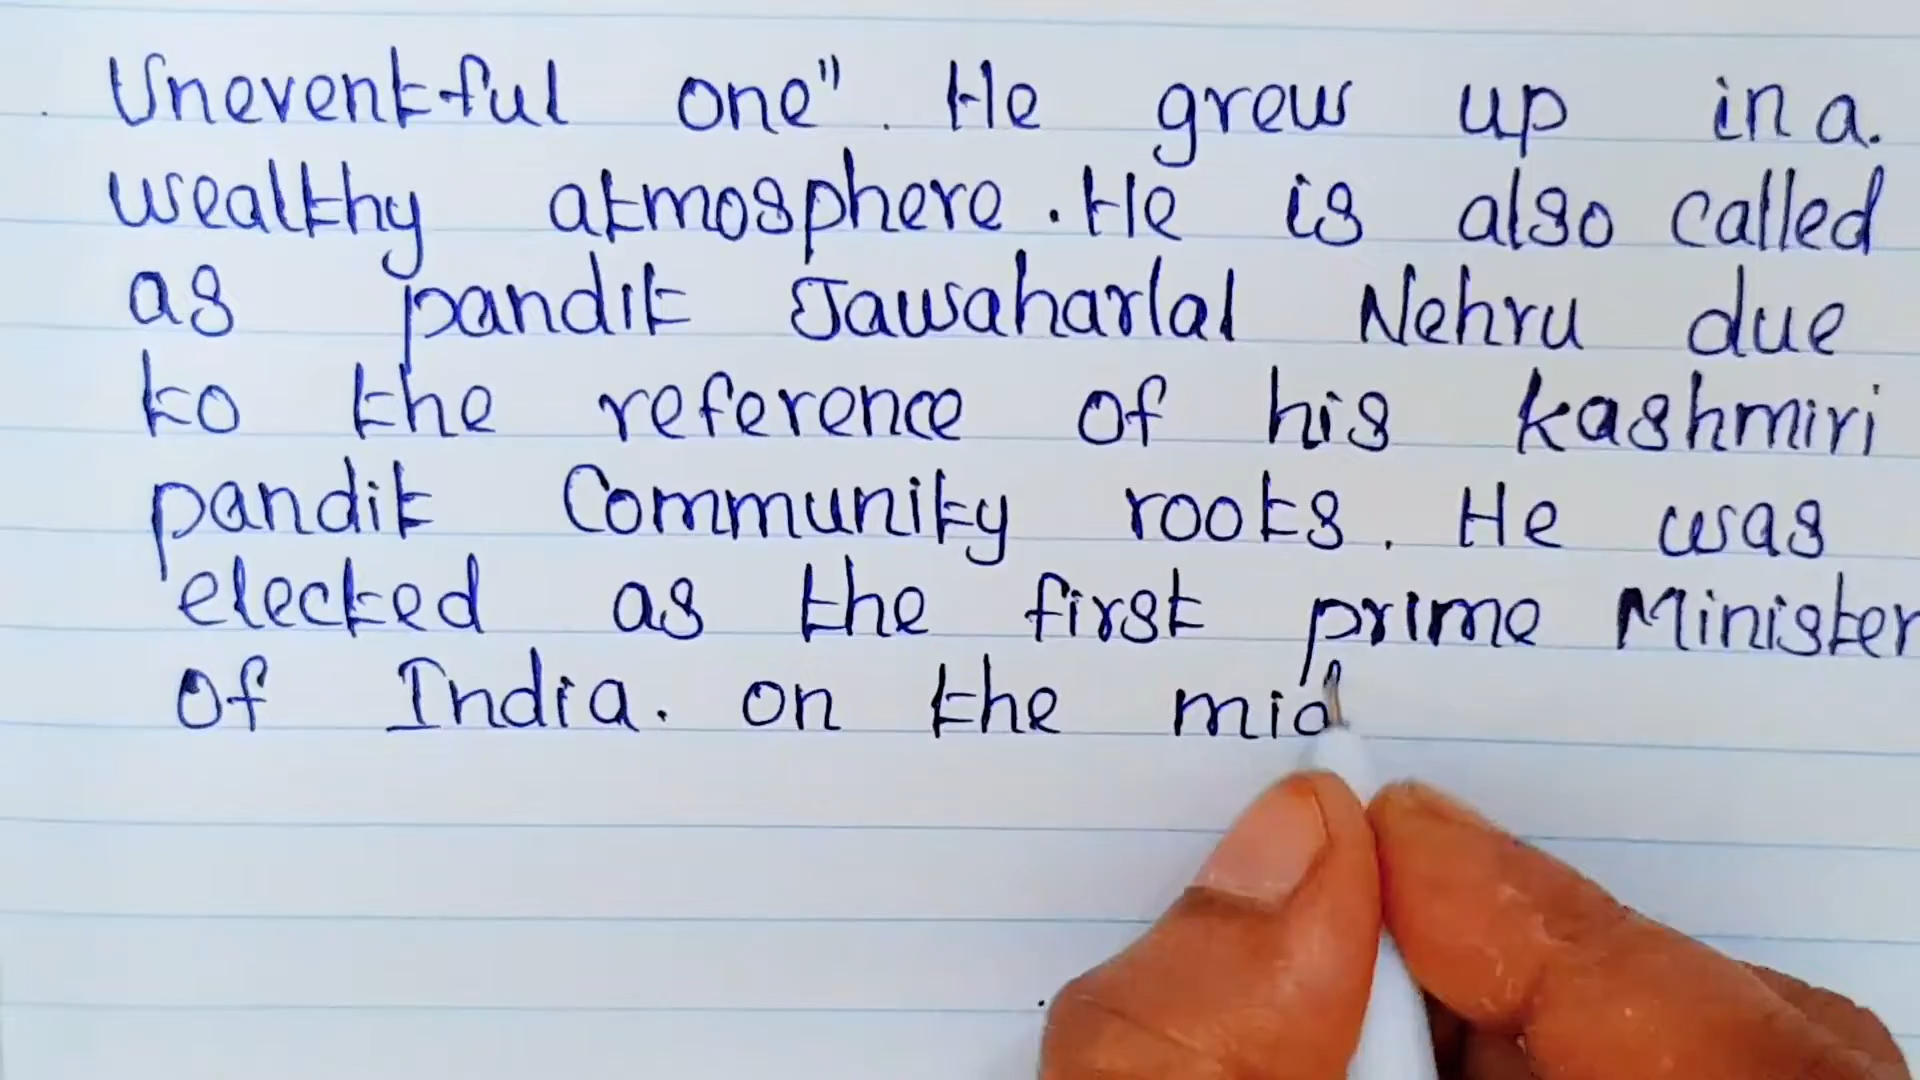 Uneventful one". He grew up in a.
wealthy atmosphere. He is also called
as pandit Jawaharlal Nehru due
to the reference of his kashmiri
pandit Community roots. He was
elected as the first prime Minister
Of India. on the mid